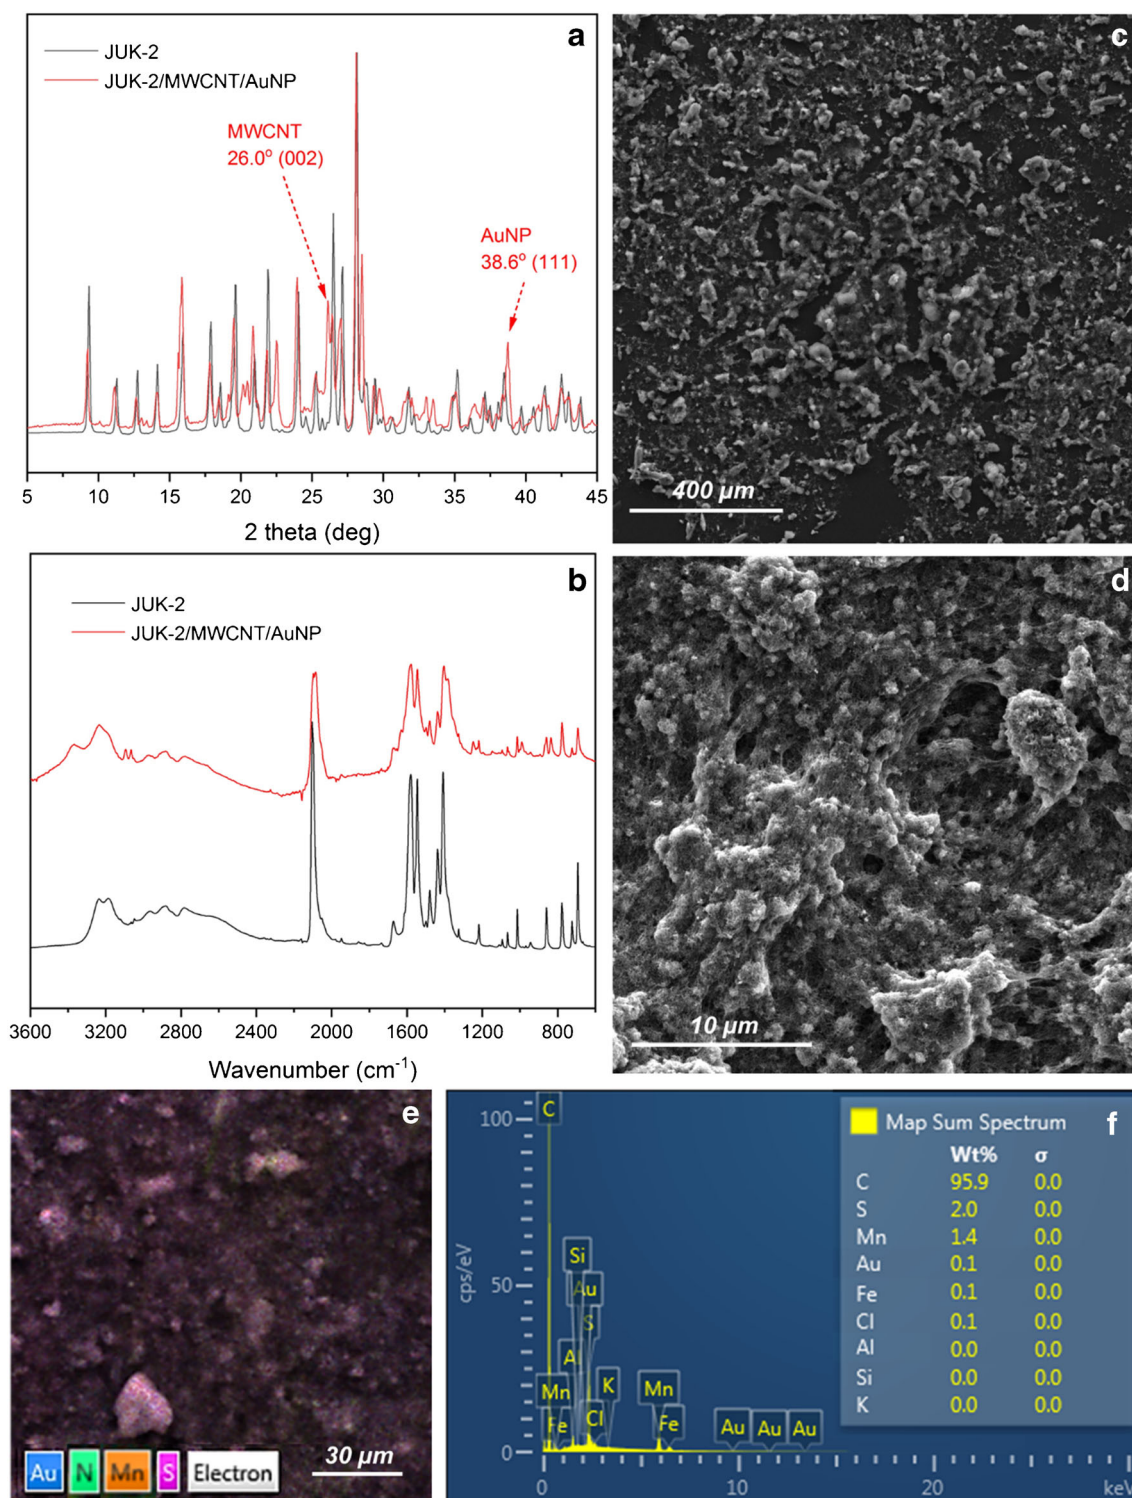 a
JUK-2
JUK-2/MWCNT/AuNP
MWCNT
26.0° (002)
AuNP
38.6° (111)
5 10 15 20 25 30 35 40 45
2 theta (deg)
c
400 µm
b
JUK-2
JUK-2/MWCNT/AuNP
3600 3200 2800 2400 2000 1600 1200 800
Wavenumber (cm⁻¹)
d
10 µm
e
Au N Mn S Electron
30 µm
f
Map Sum Spectrum
Wt% σ
C 95.9 0.0
S 2.0 0.0
Mn 1.4 0.0
Au 0.1 0.0
Fe 0.1 0.0
Cl 0.1 0.0
Al 0.0 0.0
Si 0.0 0.0
K 0.0 0.0
100
50
0
cps/eV
C
Si
Au
S
Al
K
Mn
Mn
Fe
Cl
Fe
Au Au Au
0 10 20 keV